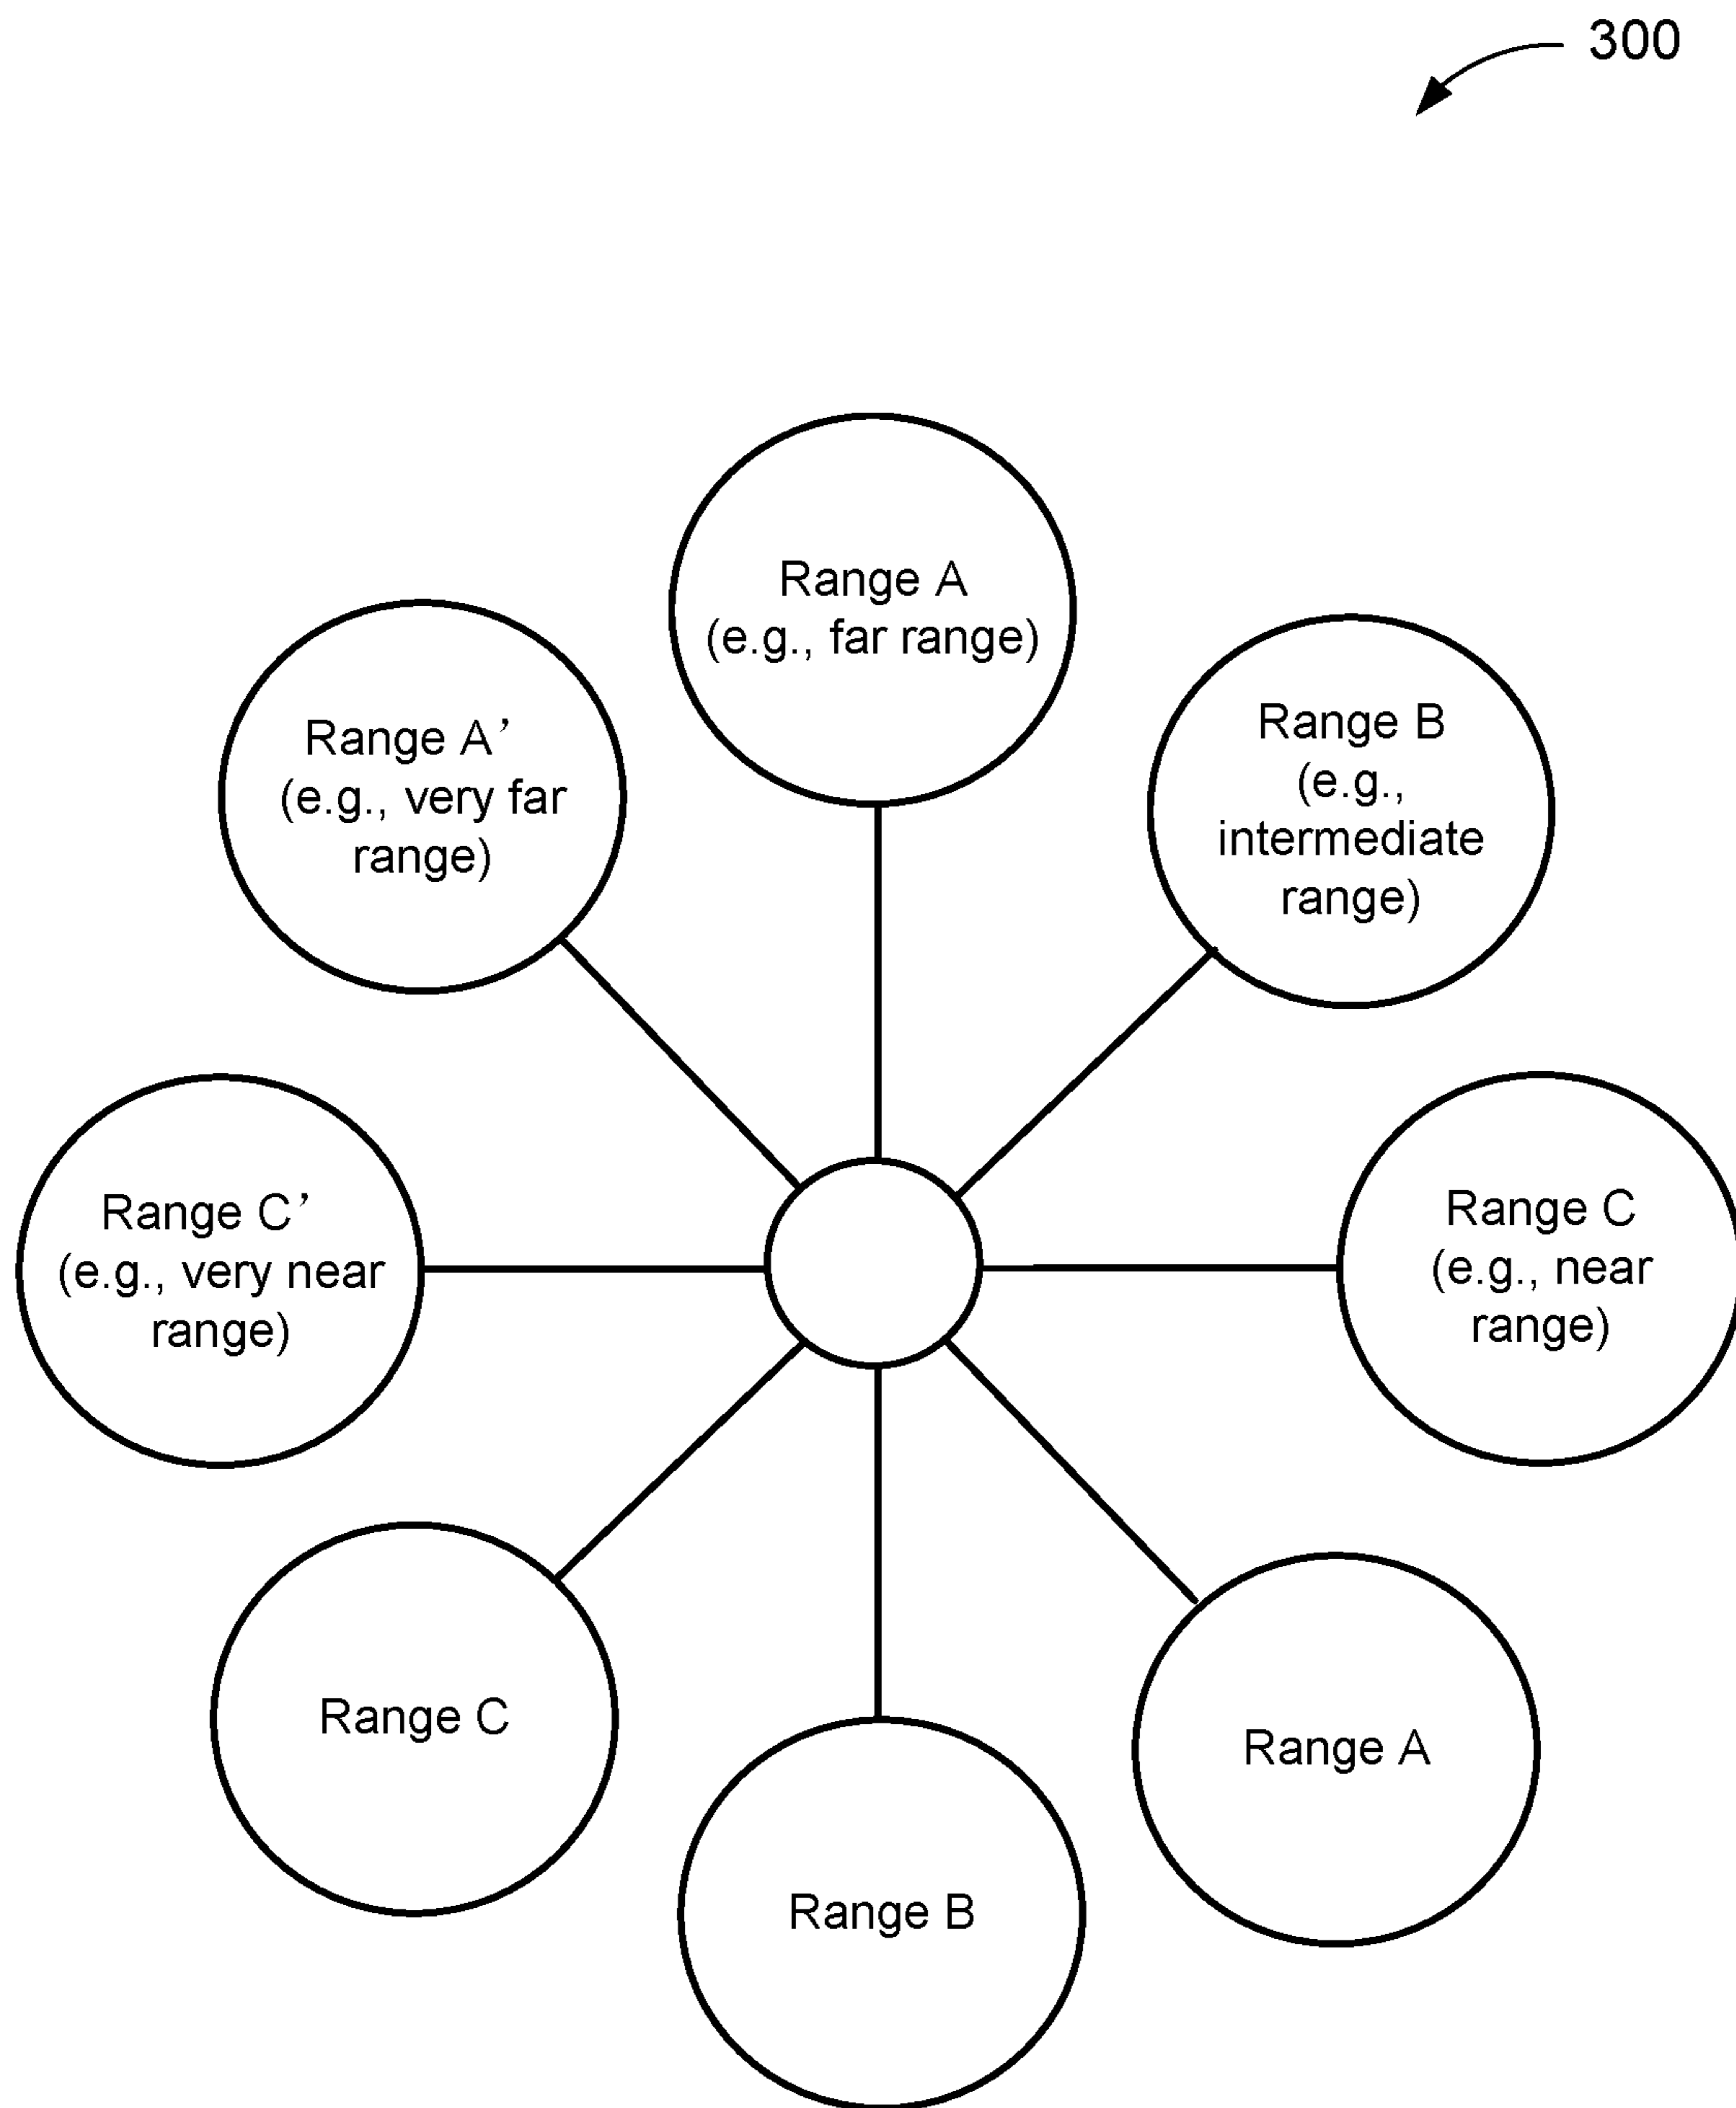 300
Range A
(e.g., far range)
Range A’
(e.g., very far
range)
Range B
(e.g.,
intermediate
range)
Range C’
(e.g., very near
range)
Range C
(e.g., near
range)
Range C
Range A
Range B